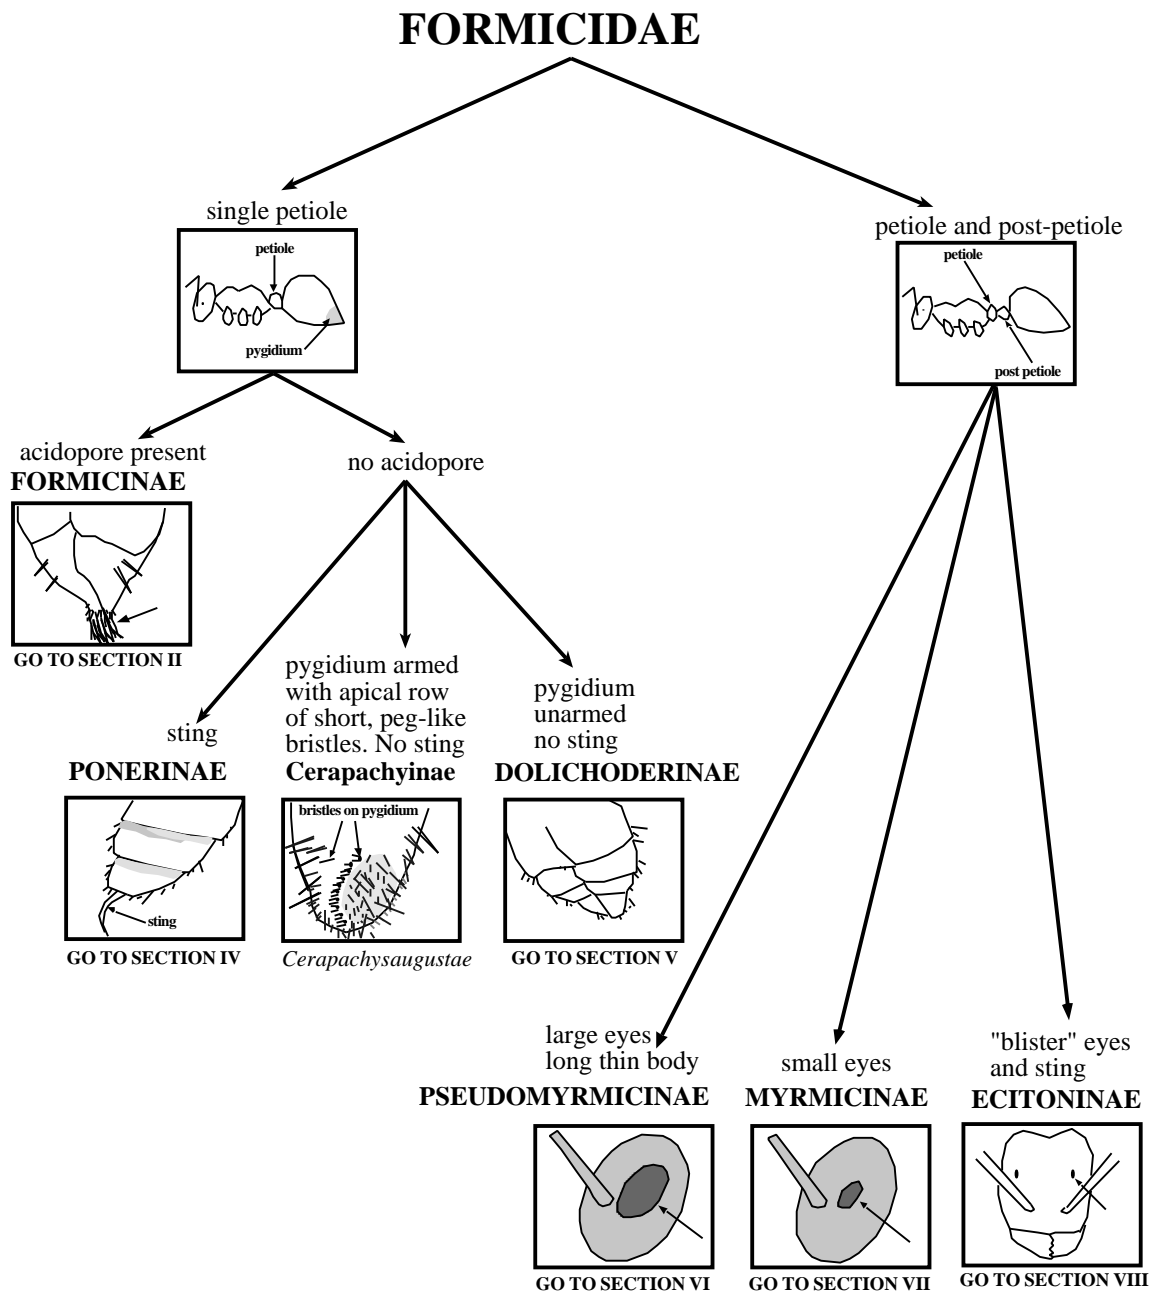 FORMICIDAE
single petiole
petiole
pygidium
petiole and post-petiole
petiole
post petiole
acidopore present
FORMICINAE
GO TO SECTION II
no acidopore
sting
PONERINAE
sting
GO TO SECTION IV
pygidium armed
with apical row
of short, peg-like
bristles. No sting
Cerapachyinae
bristles on pygidium
Cerapachysaugustae
pygidium
unarmed
no sting
DOLICHODERINAE
GO TO SECTION V
large eyes
long thin body
PSEUDOMYRMICINAE
GO TO SECTION VI
small eyes
MYRMICINAE
GO TO SECTION VII
"blister" eyes
and sting
ECITONINAE
GO TO SECTION VIII